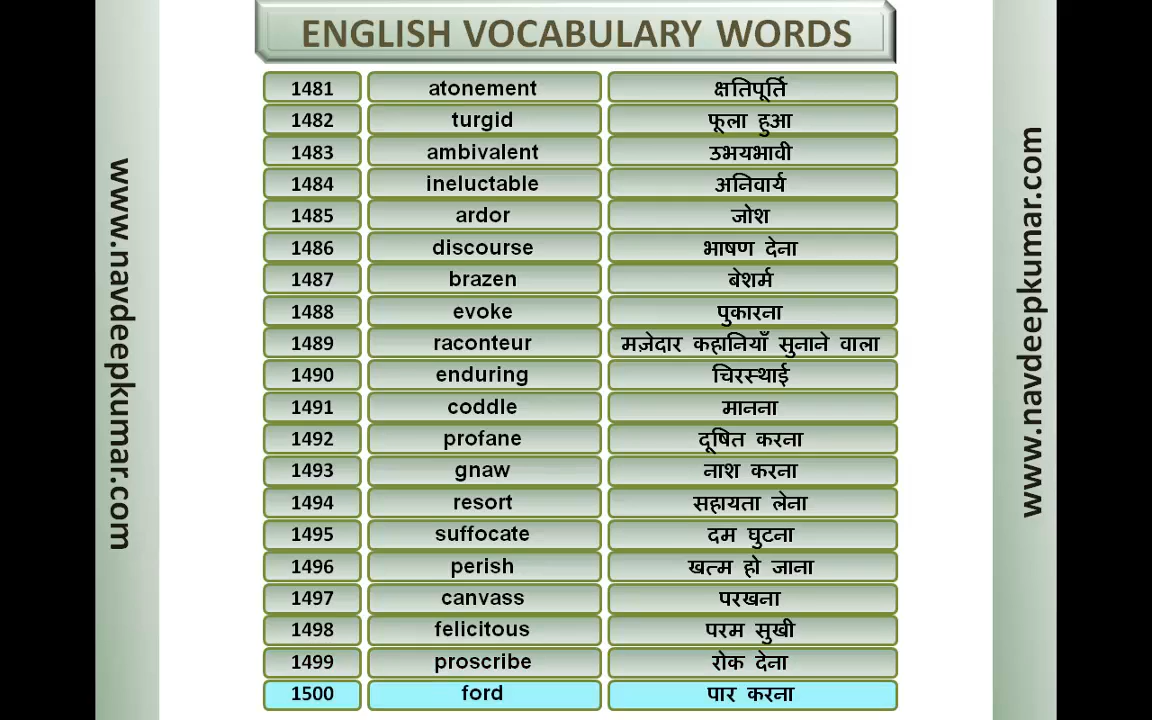 ENGLISH VOCABULARY WORDS
1481 atonement क्षतिपूर्ति
1482 turgid फूला हुआ
1483 ambivalent उभयभावी
1484 ineluctable अनिवार्य
1485 ardor जोश
1486 discourse भाषण देना
1487 brazen बेशर्म
1488 evoke पुकारना
1489 raconteur मज़ेदार कहानियाँ सुनाने वाला
1490 enduring चिरस्थाई
1491 coddle मानना
1492 profane दूषित करना
1493 gnaw नाश करना
1494 resort सहायता लेना
1495 suffocate दम घुटना
1496 perish खत्म हो जाना
1497 canvass परखना
1498 felicitous परम सुखी
1499 proscribe रोक देना
1500 ford पार करना
www.navdeepkumar.com
www.navdeepkumar.com